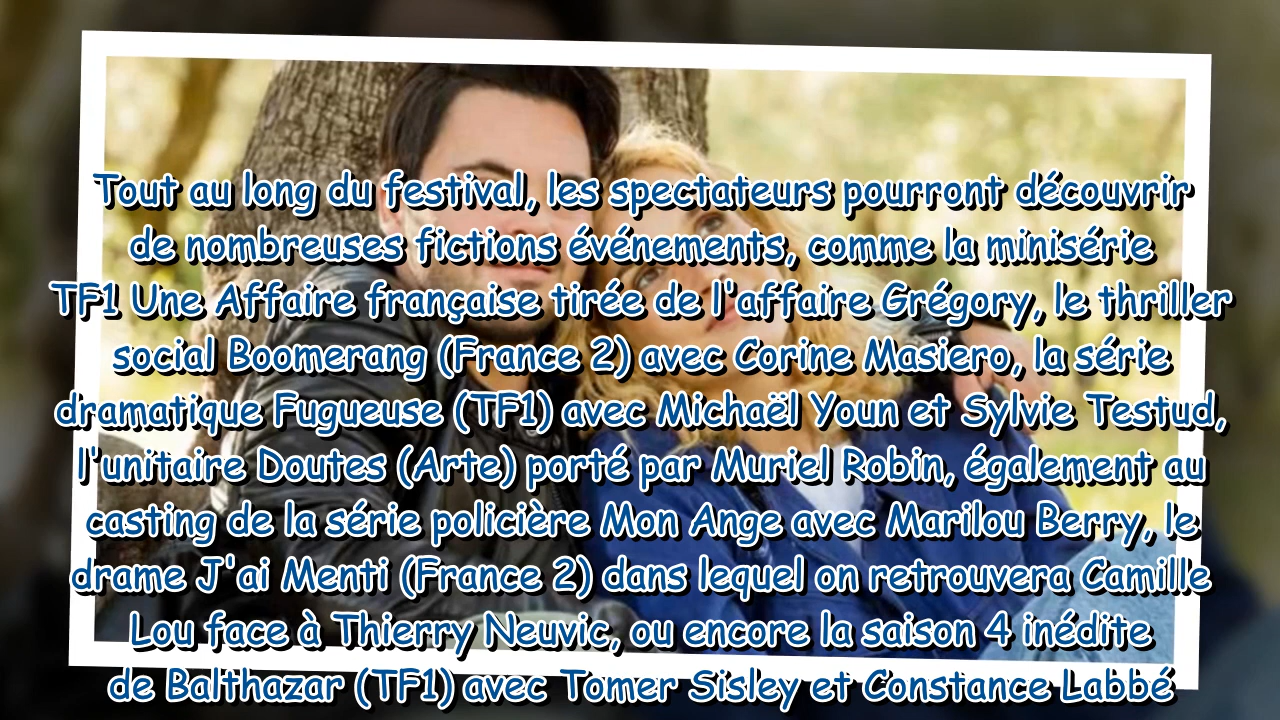 Tout au long du festival, les spectateurs pourront découvrir
de nombreuses fictions événements, comme la minisérie
TF1 Une Affaire française tirée de l'affaire Grégory, le thriller
social Boomerang (France 2) avec Corine Masiero, la série
dramatique Fugueuse (TF1) avec Michaël Youn et Sylvie Testud,
l'unitaire Doutes (Arte) porté par Muriel Robin, également au
casting de la série policière Mon Ange avec Marilou Berry, le
drame J'ai Menti (France 2) dans lequel on retrouvera Camille
Lou face à Thierry Neuvic, ou encore la saison 4 inédite
de Balthazar (TF1) avec Tomer Sisley et Constance Labbé